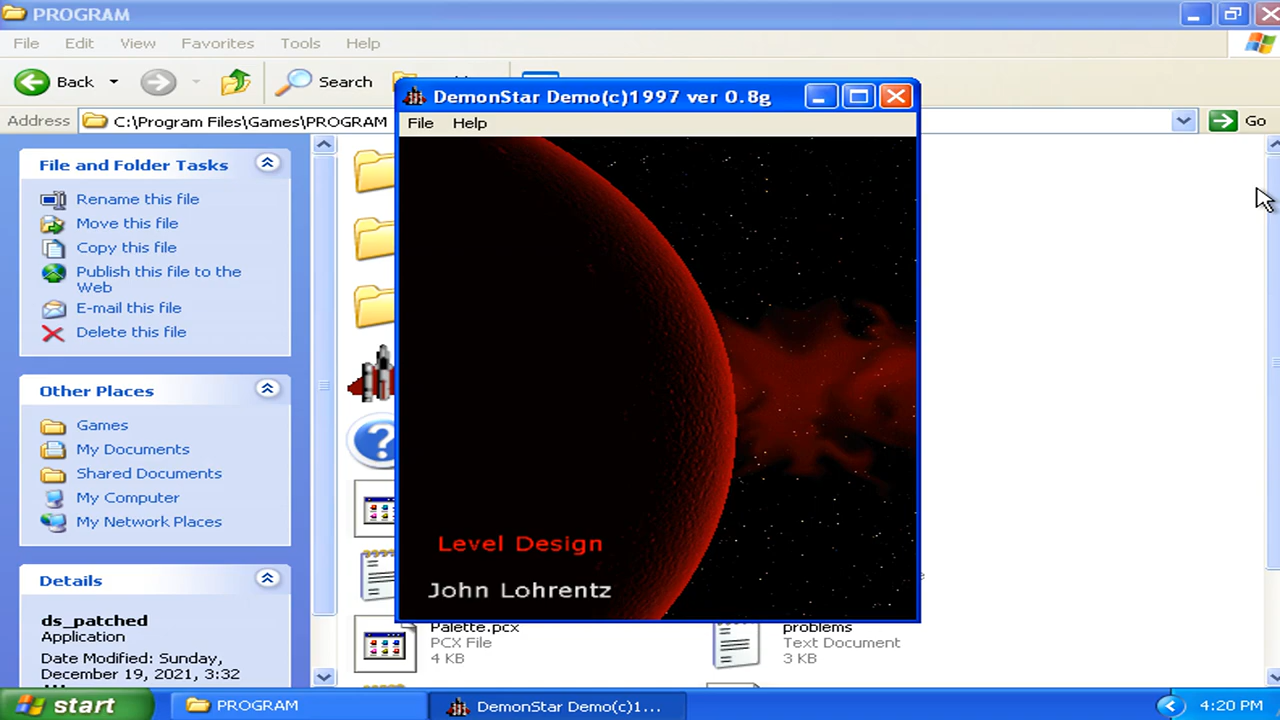 PROGRAM
File Edit View Favorites Tools Help
Back Search
Address C:\Program Files\Games\PROGRAM Go
File and Folder Tasks
Rename this file
Move this file
Copy this file
Publish this file to the
Web
E-mail this file
Delete this file
Other Places
Games
My Documents
Shared Documents
My Computer
My Network Places
Details
ds_patched
Application
Date Modified: Sunday,
December 19, 2021, 3:32
DemonStar Demo(c)1997 ver 0.8g
File Help
Level Design
John Lohrentz
Palette.pcx
PCX File
4 KB
problems
Text Document
3 KB
start PROGRAM DemonStar Demo(c)1... 4:20 PM